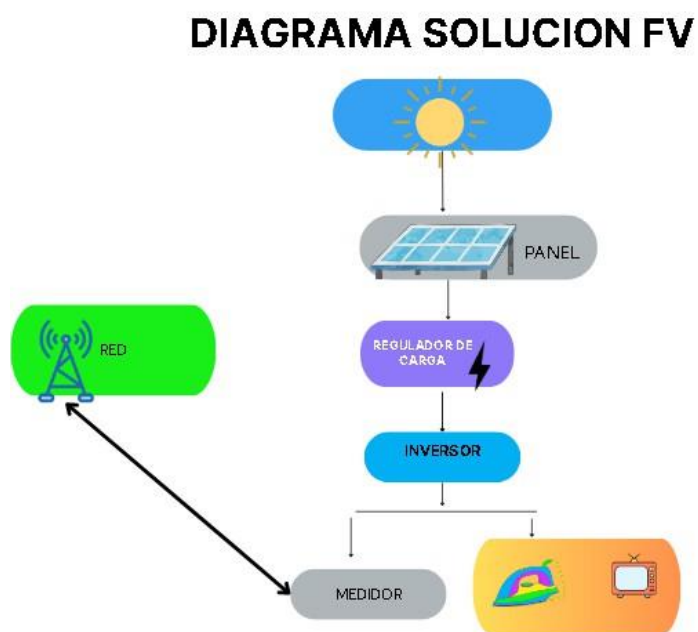 DIAGRAMA SOLUCION FV
PANEL
RED
REGULADOR DE
CARGA
INVERSOR
MEDIDOR